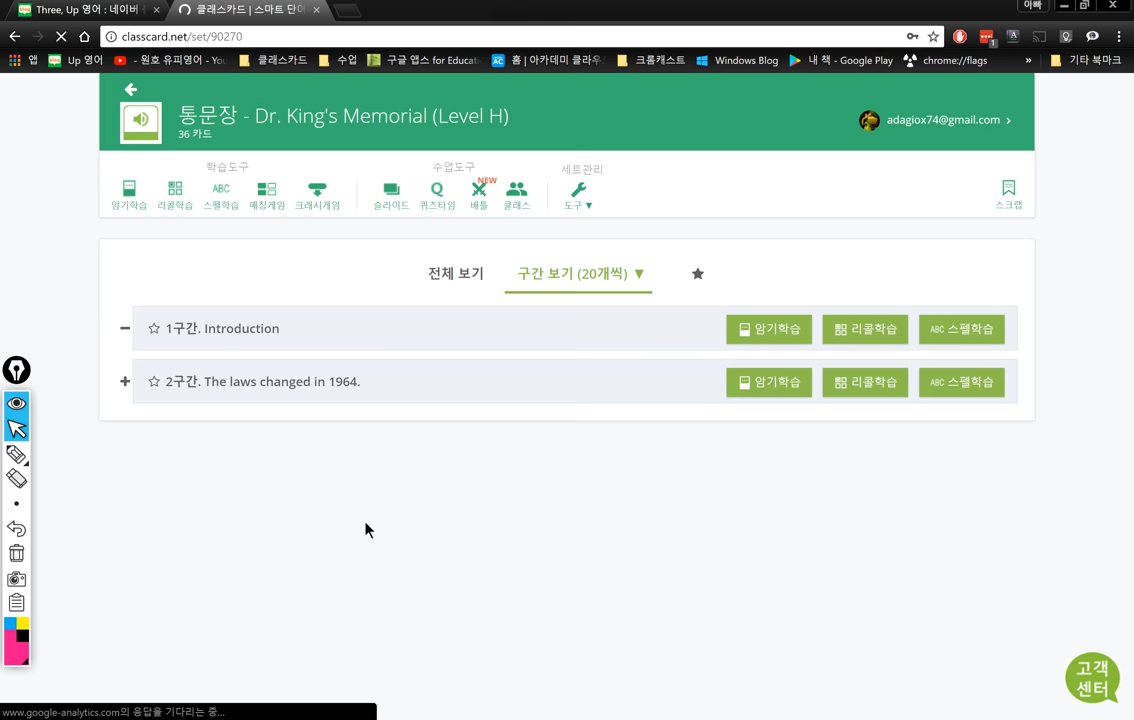 Three, Up 영어 : 네이버
클래스카드 | 스마트 단어
아빠
classcard.net/set/90270
앱
Up 영어
- 원호 유피영어 - You
클래스카드
수업
구글 앱스 for Educati
홈 | 아카데미 클라우
크롬캐스트
Windows Blog
내 책 - Google Play
chrome://flags
»
기타 북마크
통문장 - Dr. King's Memorial (Level H)
36 카드
adagiox74@gmail.com
학습도구
수업도구
세트관리
NEW
ABC
Q
암기학습
리콜학습
스펠학습
매칭게임
크래시게임
슬라이드
퀴즈타임
배틀
클래스
도구 ▼
스크랩
전체 보기
구간 보기 (20개씩) ▼
1구간. Introduction
암기학습
리콜학습
ABC 스펠학습
2구간. The laws changed in 1964.
암기학습
리콜학습
ABC 스펠학습
고객
센터
www.google-analytics.com의 응답을 기다리는 중...